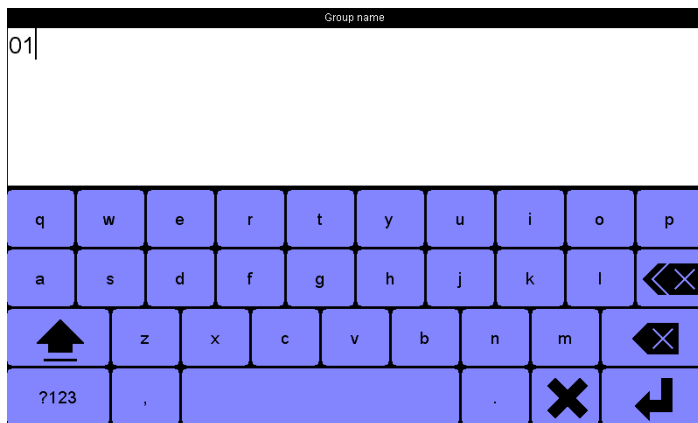 Group name
01
q w e r t y u i o p
a s d f g h j k l
z x c v b n m
?123 , .